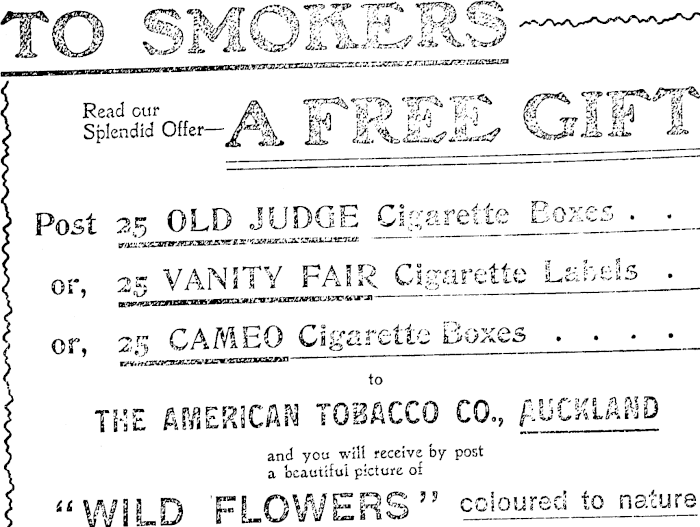 TO SMOKERS
Read our
Splendid Offer—
A FREE GIFT
Post 25 OLD JUDGE Cigarette Boxes . .
or, 25 VANITY FAIR Cigarette Labels .
or, 25 CAMEO Cigarette Boxes . . . . .
to
THE AMERICAN TOBACCO CO., AUCKLAND
and you will receive by post
a beautiful picture of
"WILD FLOWERS" coloured to nature